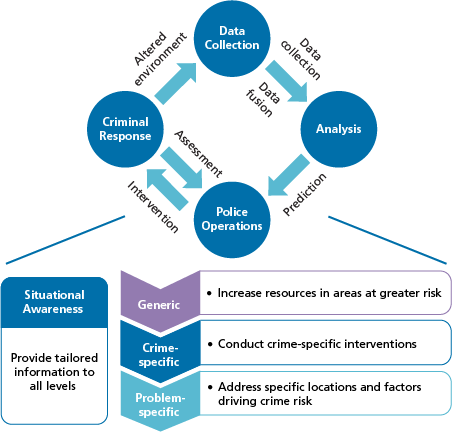 Data
Collection
Altered
environment
Data
collection
Data
fusion
Criminal
Response
Analysis
Assessment
Intervention
Prediction
Police
Operations
Situational
Awareness
Provide tailored
information to
all levels
Generic
• Increase resources in areas at greater risk
Crime-
specific
• Conduct crime-specific interventions
Problem-
specific
• Address specific locations and factors
driving crime risk